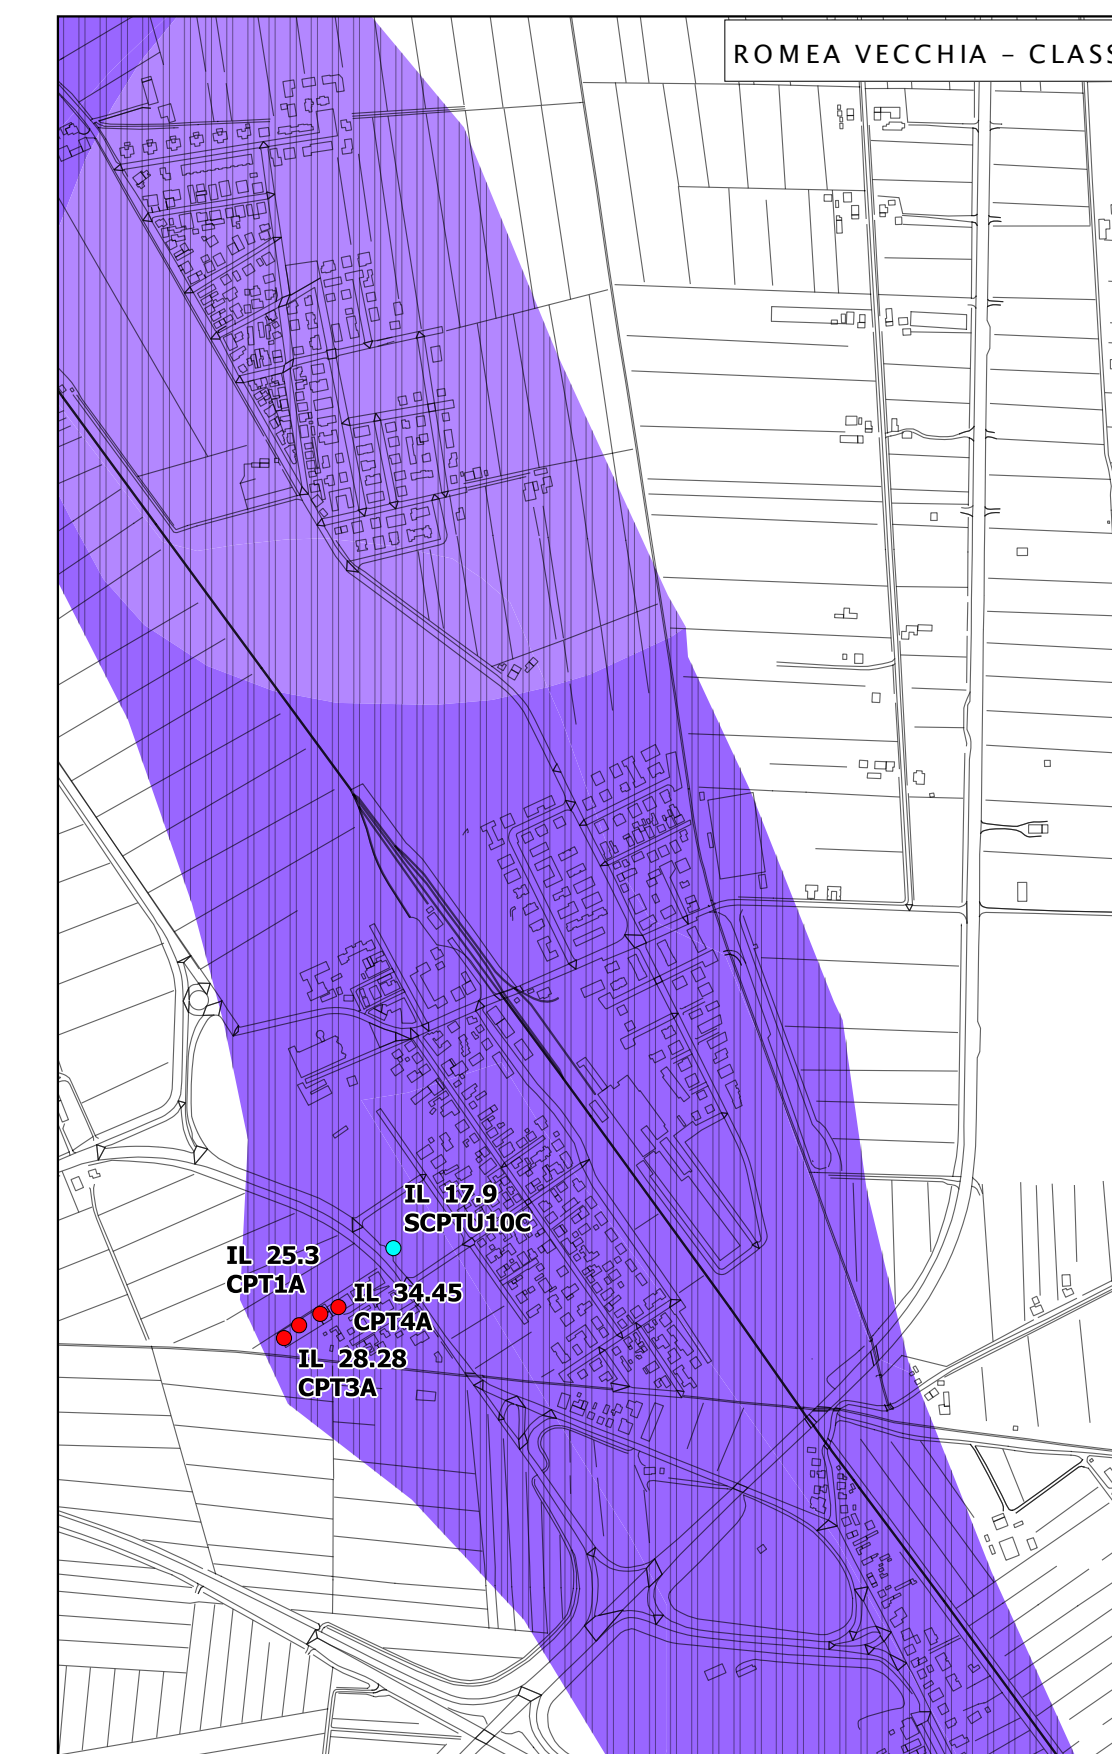 ROMEA VECCHIA – CLASS
IL 17.9
SCPTU10C
IL 25.3
CPT1A
IL 34.45
CPT4A
IL 28.28
CPT3A